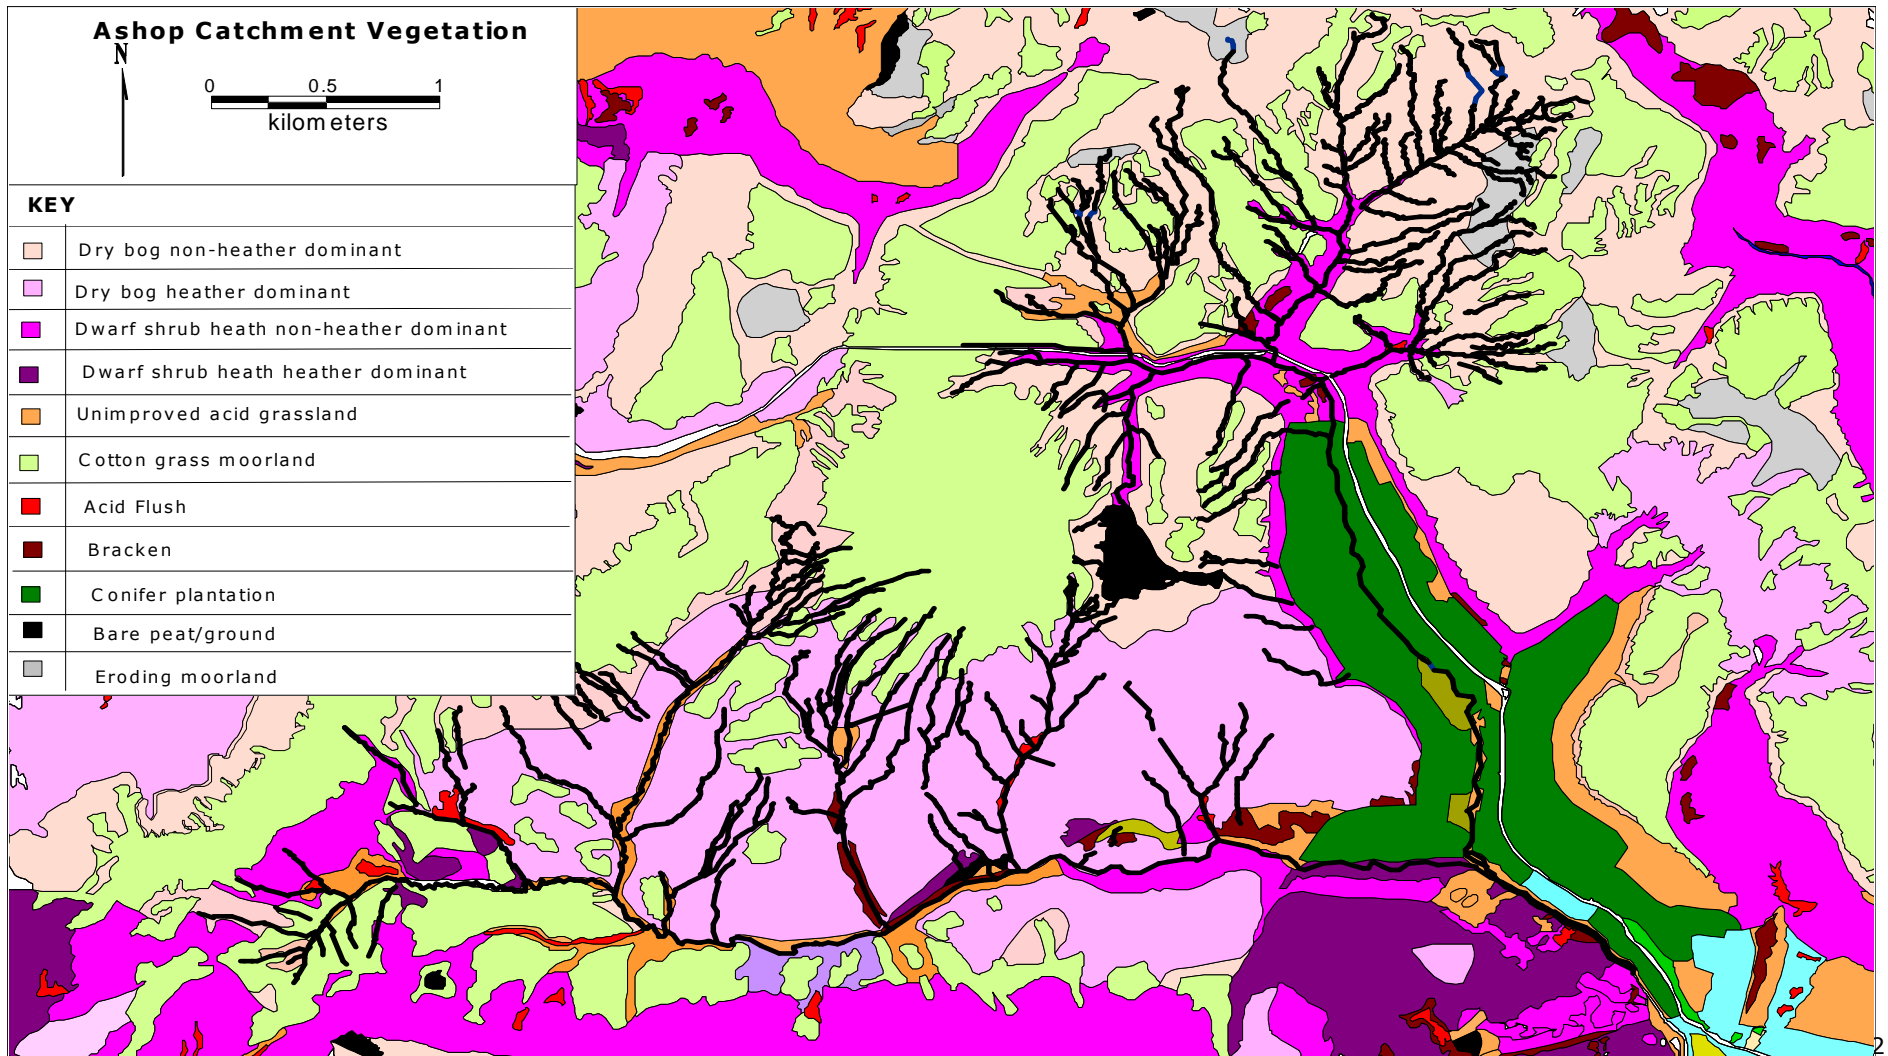 Ashop Catchment Vegetation
N
0 0.5 1
kilometers
KEY
Dry bog non-heather dominant
Dry bog heather dominant
Dwarf shrub heath non-heather dominant
Dwarf shrub heath heather dominant
Unimproved acid grassland
Cotton grass moorland
Acid Flush
Bracken
Conifer plantation
Bare peat/ground
Eroding moorland
2